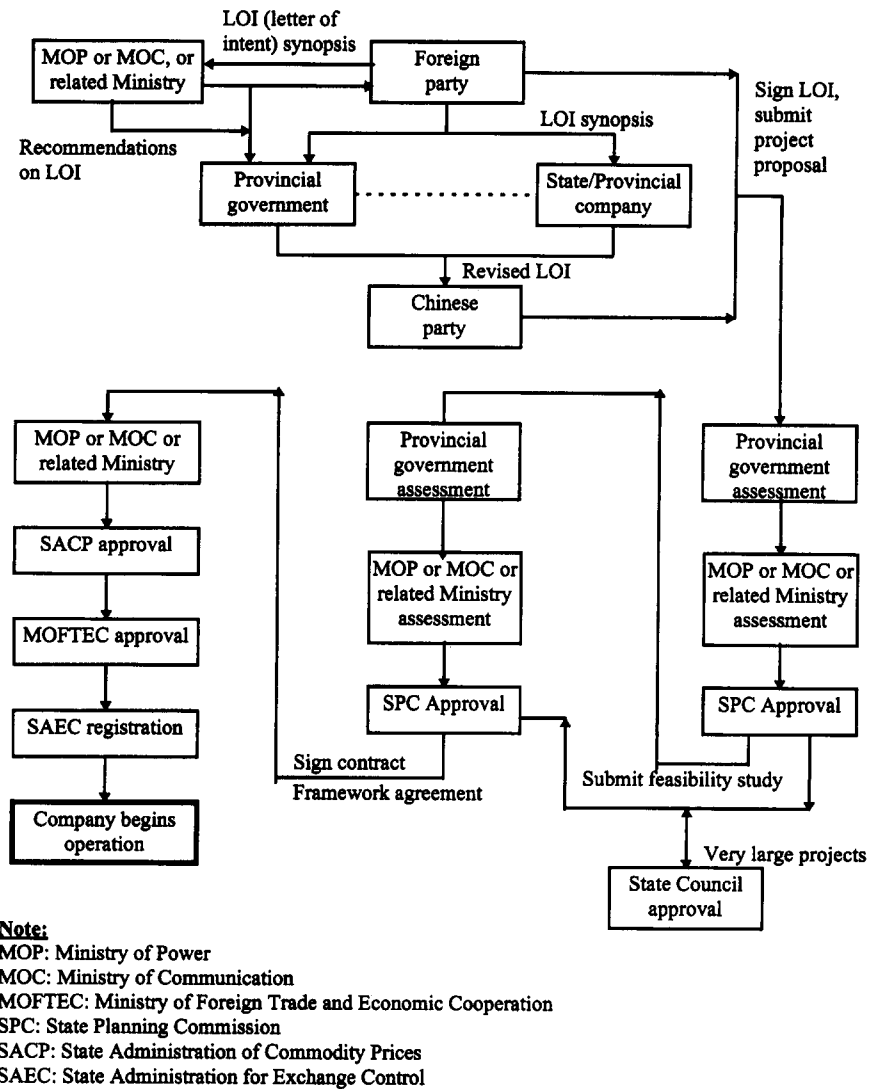 LOI (letter of
intent) synopsis
MOP or MOC, or
related Ministry
Foreign
party
Sign LOI,
submit
project
proposal
LOI synopsis
Recommendations
on LOI
Provincial
government
State/Provincial
company
Revised LOI
Chinese
party
MOP or MOC or
related Ministry
Provincial
government
assessment
Provincial
government
assessment
SACP approval
MOP or MOC or
related Ministry
assessment
MOP or MOC or
related Ministry
assessment
MOFTEC approval
SPC Approval
SPC Approval
SAEC registration
Sign contract
Framework agreement
Submit feasibility study
Company begins
operation
Very large projects
State Council
approval
Note:
MOP: Ministry of Power
MOC: Ministry of Communication
MOFTEC: Ministry of Foreign Trade and Economic Cooperation
SPC: State Planning Commission
SACP: State Administration of Commodity Prices
SAEC: State Administration for Exchange Control